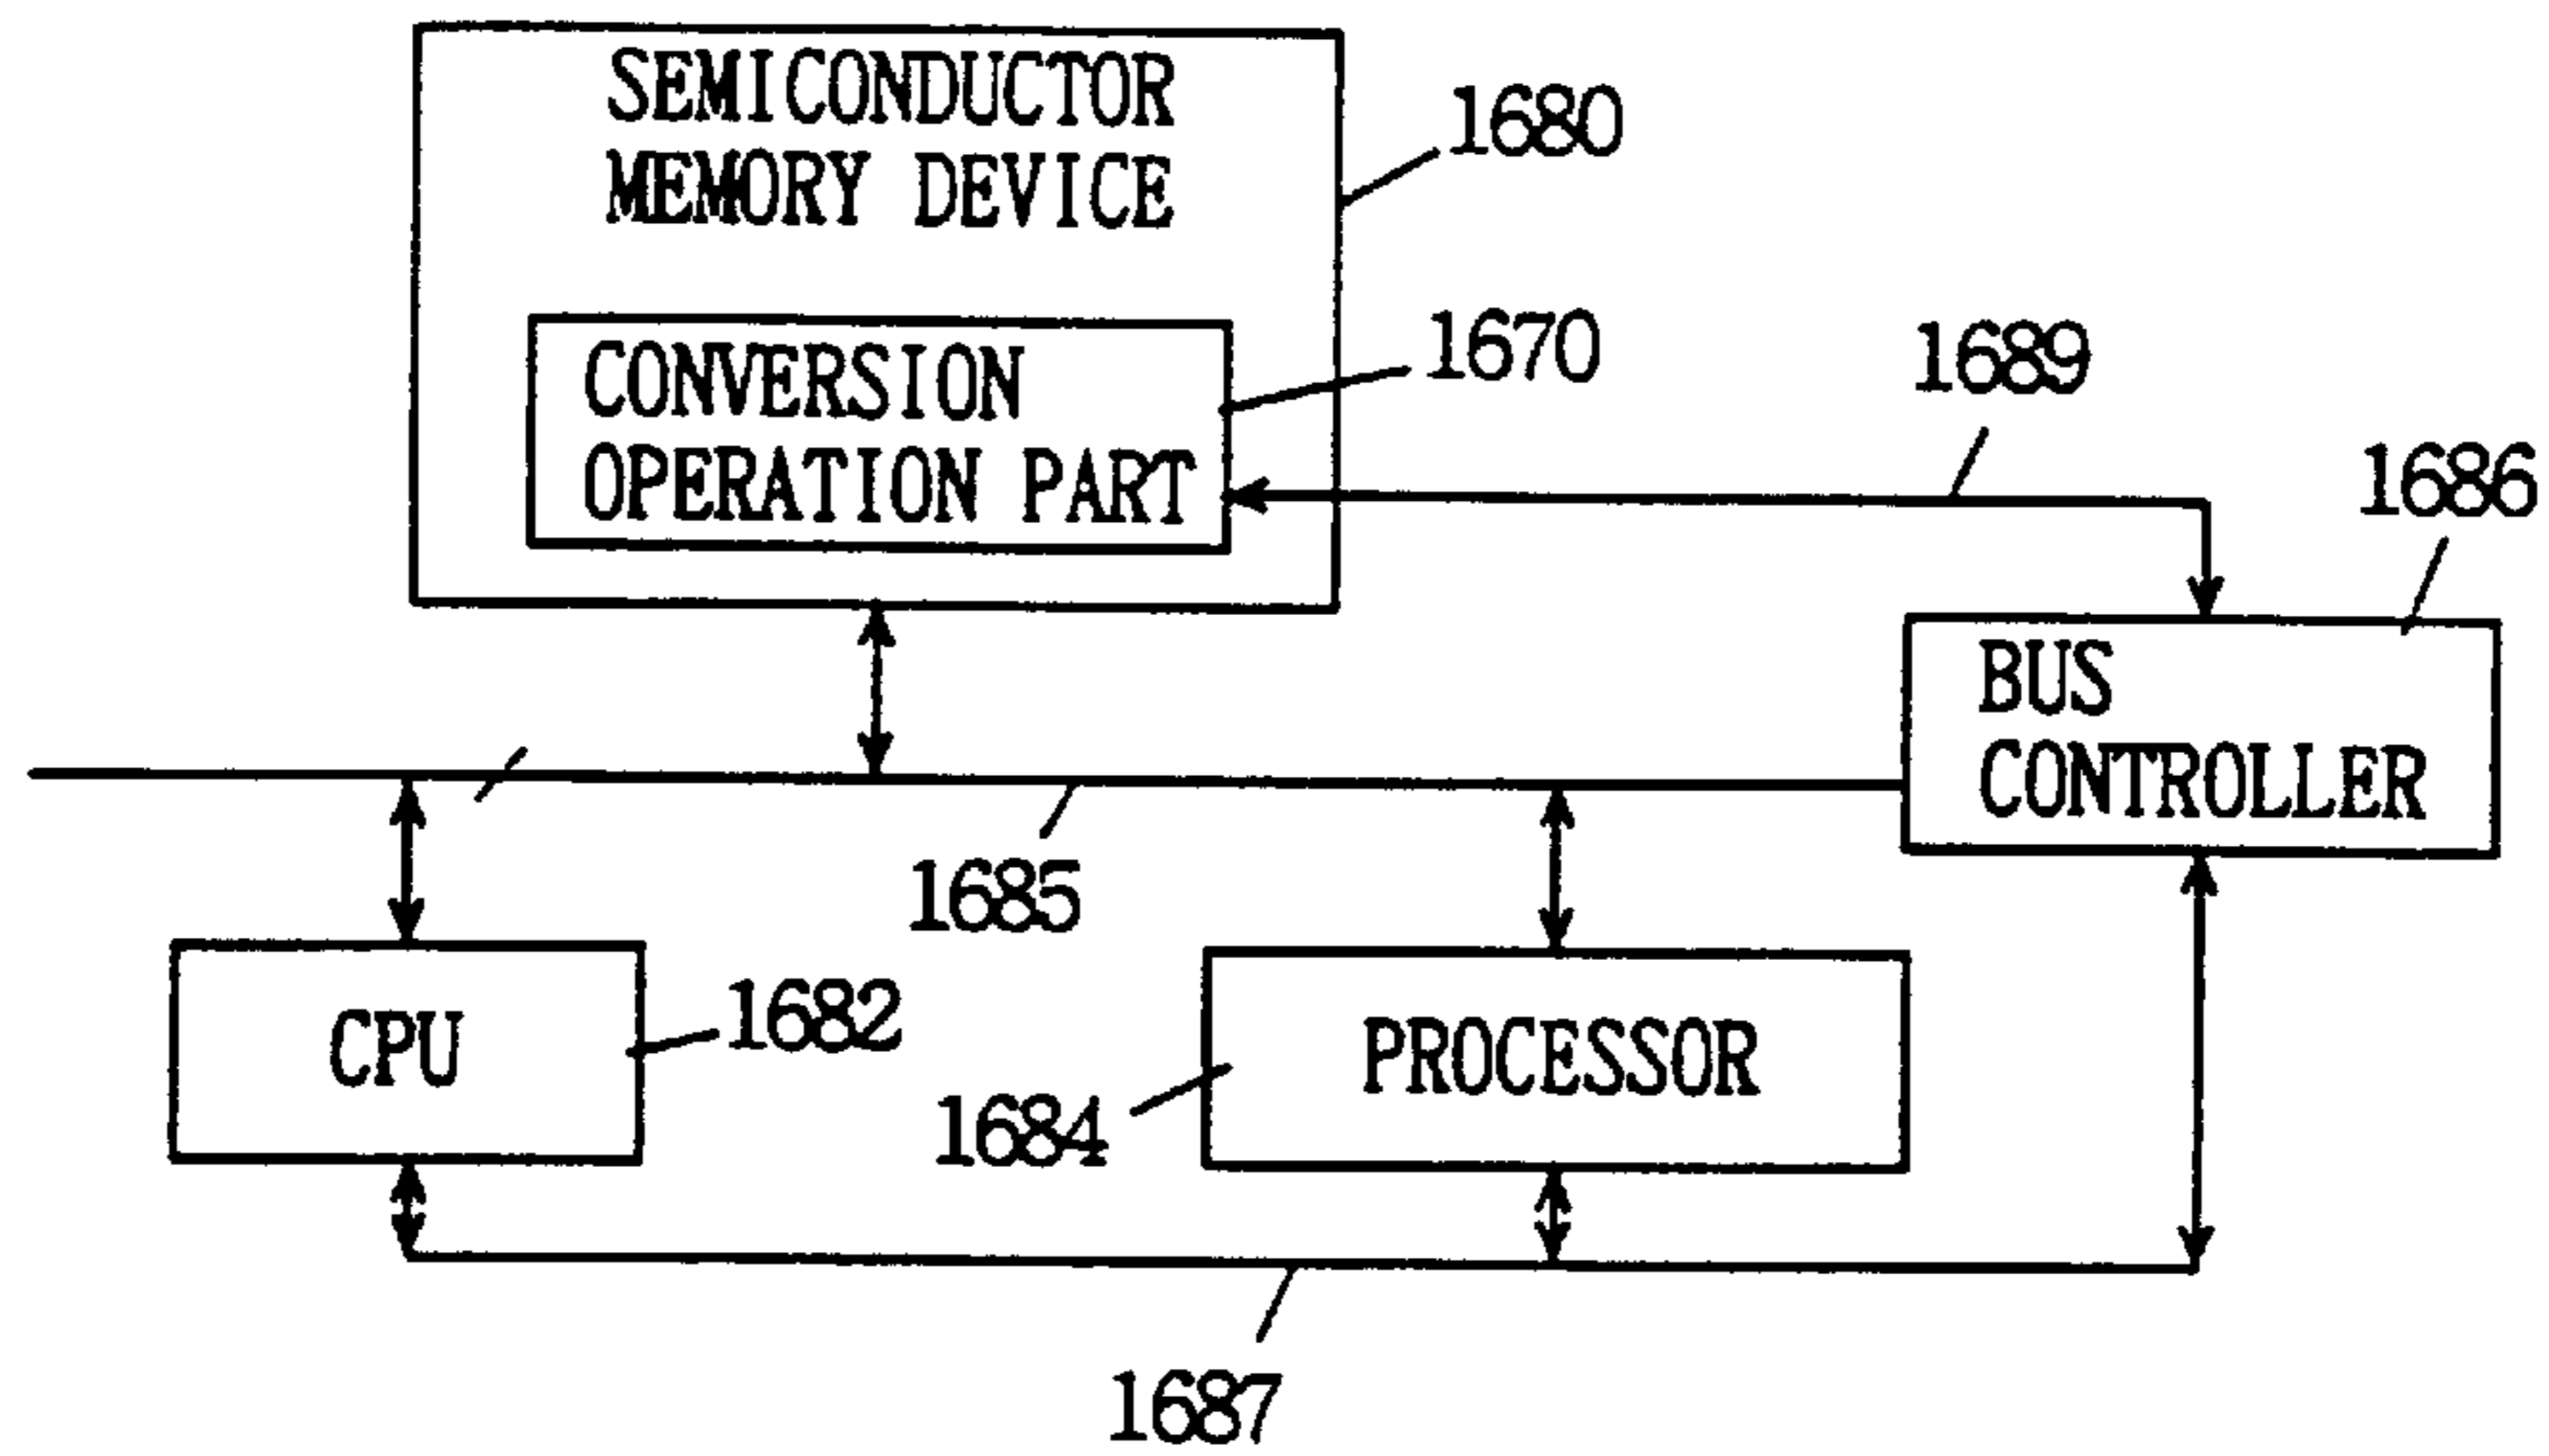 SEMICONDUCTOR
MEMORY DEVICE
1680
CONVERSION
OPERATION PART
1670
1689
1686
BUS
CONTROLLER
1685
CPU
1682
PROCESSOR
1684
1687